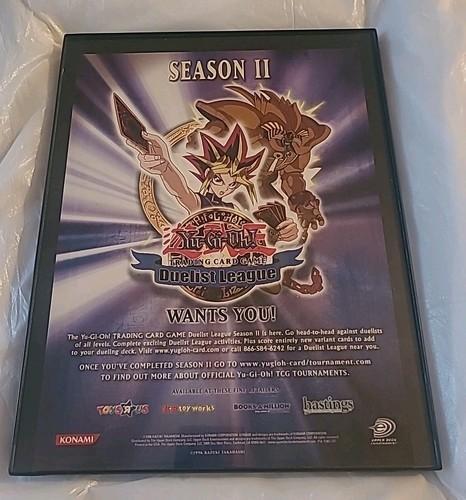 SEASON II
Yu-Gi-Oh!
TRADING CARD GAME
Duelist League
WANTS YOU!
The Yu-Gi-Oh! TRADING CARD GAME Duelist League Season II is here. Go head-to-head against duelists
of all levels. Complete exciting Duelist League activities. Plus score entirely new variant cards to add
to your dueling deck. Visit www.yugioh-card.com or call 866-584-6242 for a Duelist League near you.
ONCE YOU'VE COMPLETED SEASON II GO TO www.yugioh-card/tournament.com
TO FIND OUT MORE ABOUT OFFICIAL Yu-Gi-Oh! TCG TOURNAMENTS.
AVAILABLE AT THESE FINE RETAILERS
TOYS R US
toy works
BOOKS-A-MILLION
hastings
KONAMI
UPPER DECK
©1996 KAZUKI TAKAHASHI